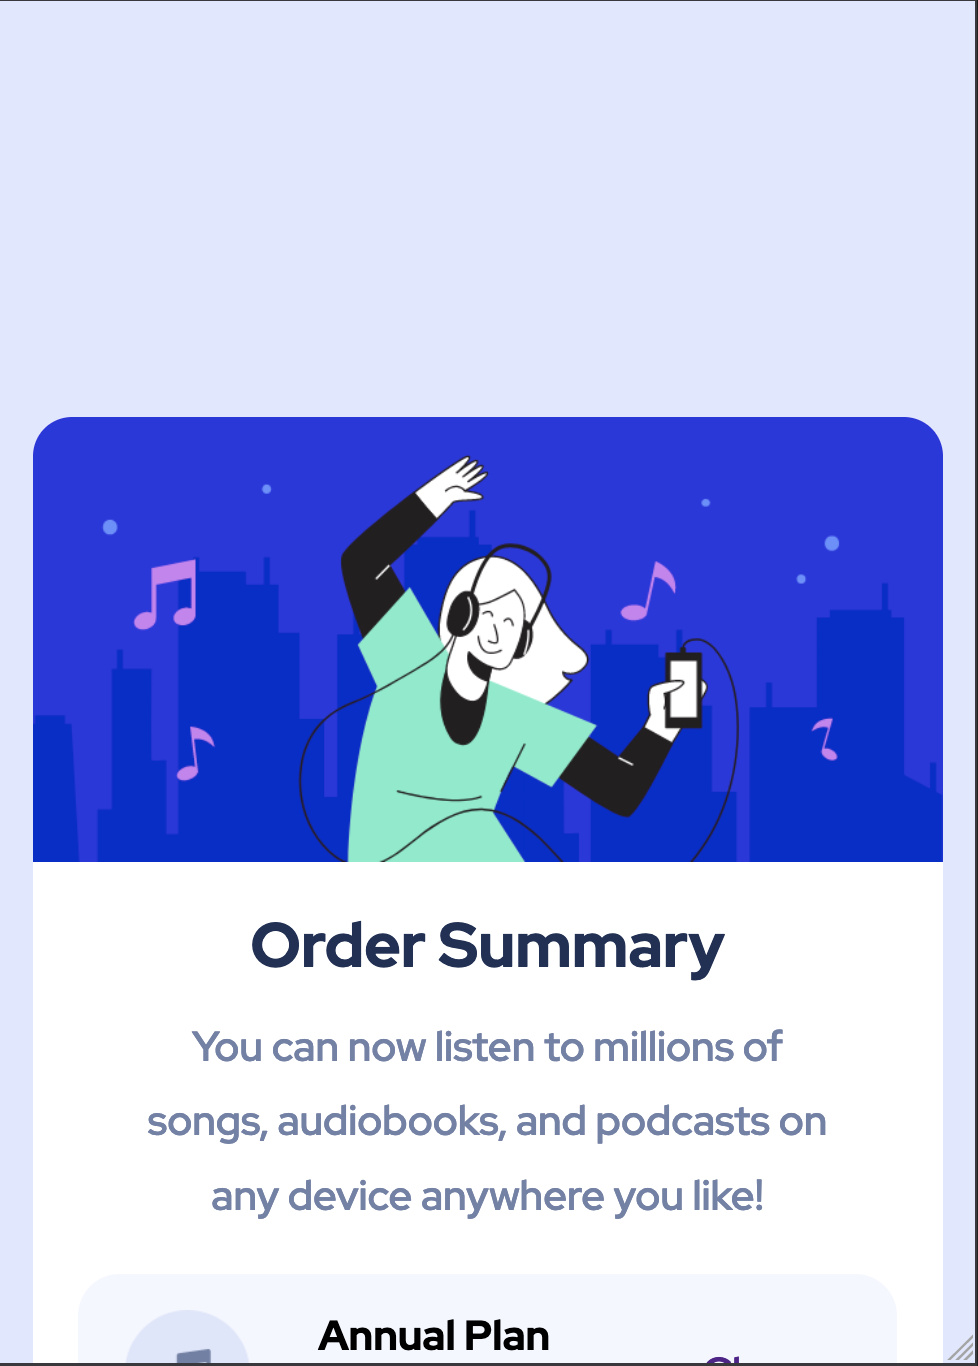 Order Summary
You can now listen to millions of
songs, audiobooks, and podcasts on
any device anywhere you like!
Annual Plan